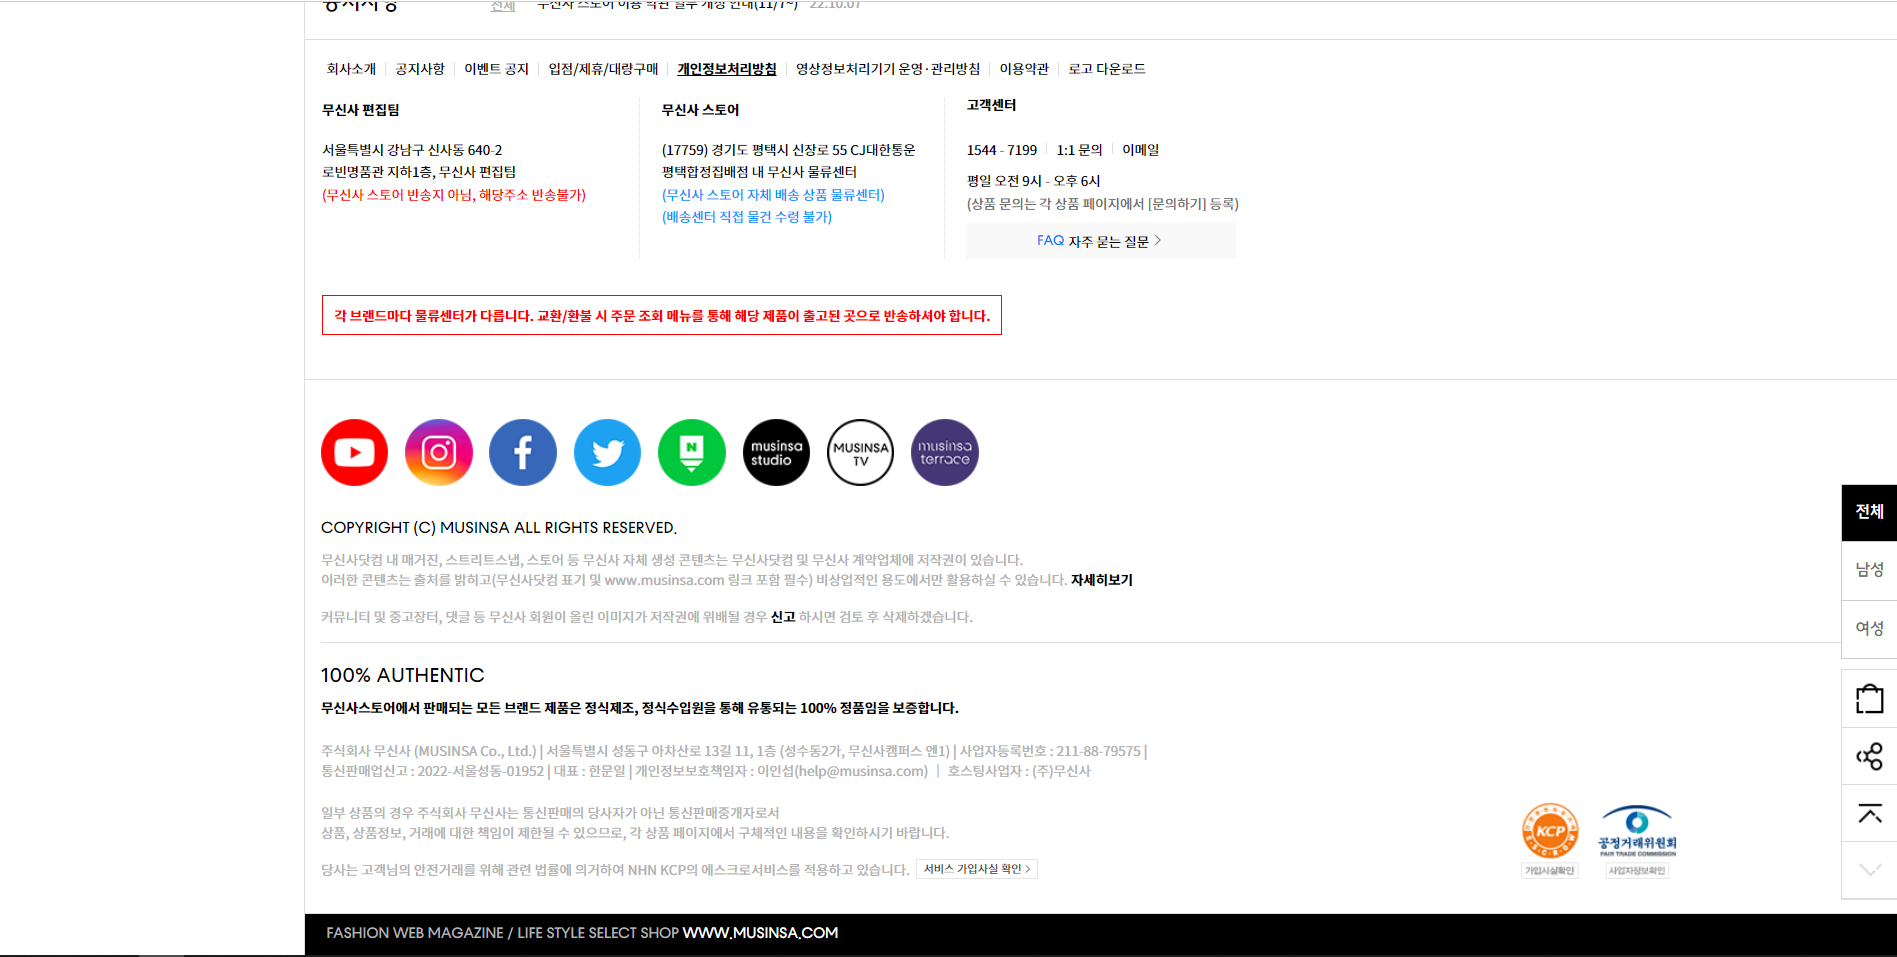 공지사항 전체 무신사 스토어 이용 약관 일부 개정 안내(11/7~) 22.10.07
회사소개 공지사항 이벤트 공지 입점/제휴/대량구매 개인정보처리방침 영상정보처리기기 운영·관리방침 이용약관 로고 다운로드
무신사 편집팀
서울특별시 강남구 신사동 640-2
로빈명품관 지하1층, 무신사 편집팀
(무신사 스토어 반송지 아님, 해당주소 반송불가)
무신사 스토어
(17759) 경기도 평택시 신장로 55 CJ대한통운
평택합정집배점 내 무신사 물류센터
(무신사 스토어 자체 배송 상품 물류센터)
(배송센터 직접 물건 수령 불가)
고객센터
1544 - 7199 1:1 문의 이메일
평일 오전 9시 - 오후 6시
(상품 문의는 각 상품 페이지에서 [문의하기] 등록)
FAQ 자주 묻는 질문 >
각 브랜드마다 물류센터가 다릅니다. 교환/환불 시 주문 조회 메뉴를 통해 해당 제품이 출고된 곳으로 반송하셔야 합니다.
N
musinsa
studio
MUSINSA
TV
musinsa
terrace
COPYRIGHT (C) MUSINSA ALL RIGHTS RESERVED.
무신사닷컴 내 매거진, 스트리트스냅, 스토어 등 무신사 자체 생성 콘텐츠는 무신사닷컴 및 무신사 계약업체에 저작권이 있습니다.
이러한 콘텐츠는 출처를 밝히고(무신사닷컴 표기 및 www.musinsa.com 링크 포함 필수) 비상업적인 용도에서만 활용하실 수 있습니다. 자세히보기
커뮤니티 및 중고장터, 댓글 등 무신사 회원이 올린 이미지가 저작권에 위배될 경우 신고 하시면 검토 후 삭제하겠습니다.
100% AUTHENTIC
무신사스토어에서 판매되는 모든 브랜드 제품은 정식제조, 정식수입원을 통해 유통되는 100% 정품임을 보증합니다.
주식회사 무신사 (MUSINSA Co., Ltd.) | 서울특별시 성동구 아차산로 13길 11, 1층 (성수동2가, 무신사캠퍼스 엔1) | 사업자등록번호 : 211-88-79575 |
통신판매업신고 : 2022-서울성동-01952 | 대표 : 한문일 | 개인정보보호책임자 : 이인섭(help@musinsa.com) | 호스팅사업자 : (주)무신사
일부 상품의 경우 주식회사 무신사는 통신판매의 당사자가 아닌 통신판매중개자로서
상품, 상품정보, 거래에 대한 책임이 제한될 수 있으므로, 각 상품 페이지에서 구체적인 내용을 확인하시기 바랍니다.
당사는 고객님의 안전거래를 위해 관련 법률에 의거하여 NHN KCP의 에스크로서비스를 적용하고 있습니다. 서비스 가입사실 확인 >
KCP
ESCROW
가입사실확인
공정거래위원회
FAIR TRADE COMMISSION
사업자정보확인
전체
남성
여성
FASHION WEB MAGAZINE / LIFE STYLE SELECT SHOP WWW.MUSINSA.COM